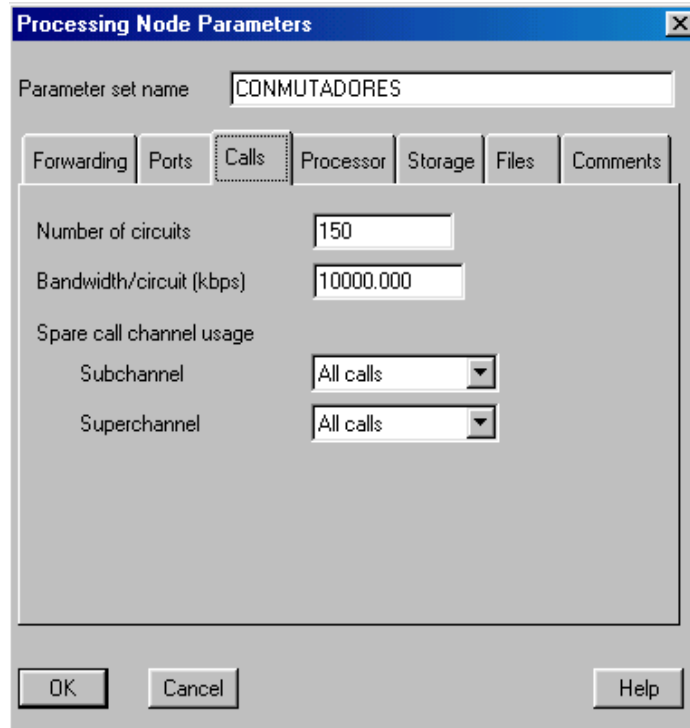 Processing Node Parameters
Parameter set name CONMUTADORES
Forwarding Ports Calls Processor Storage Files Comments
Number of circuits 150
Bandwidth/circuit (kbps) 10000.000
Spare call channel usage
Subchannel All calls
Superchannel All calls
OK Cancel Help